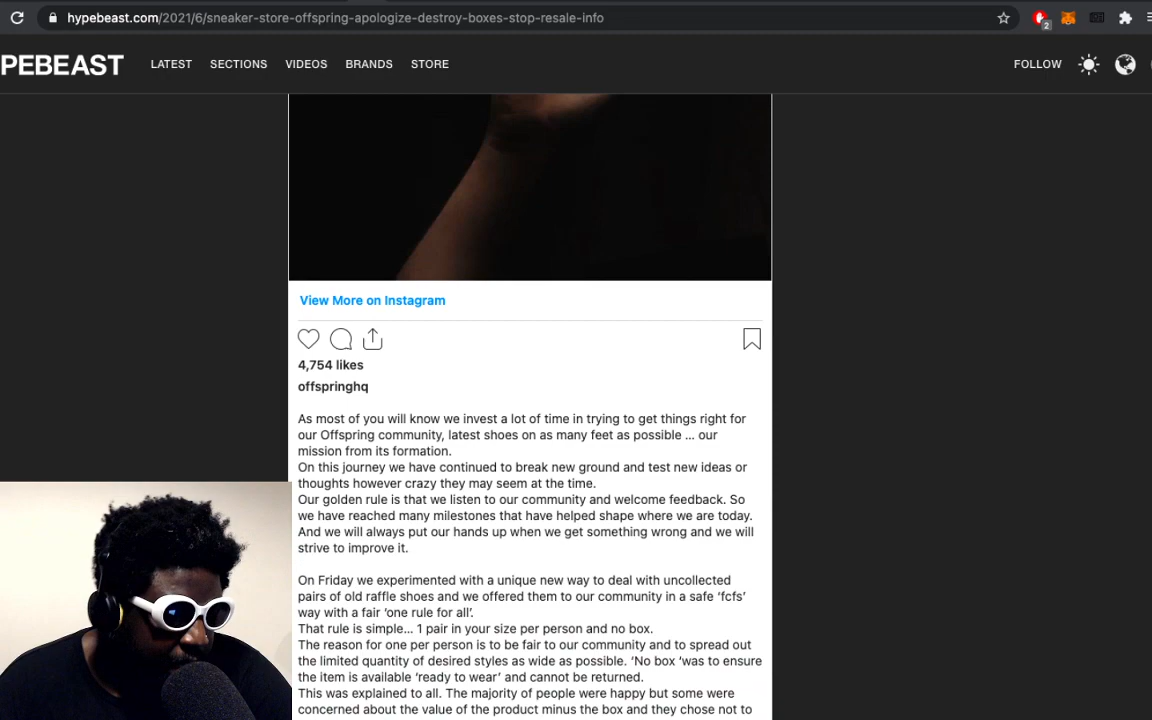 hypebeast.com/2021/6/sneaker-store-offspring-apologize-destroy-boxes-stop-resale-info
2
PEBEAST LATEST SECTIONS VIDEOS BRANDS STORE FOLLOW
View More on Instagram
4,754 likes
offspringhq
As most of you will know we invest a lot of time in trying to get things right for
our Offspring community, latest shoes on as many feet as possible ... our
mission from its formation.
On this journey we have continued to break new ground and test new ideas or
thoughts however crazy they may seem at the time.
Our golden rule is that we listen to our community and welcome feedback. So
we have reached many milestones that have helped shape where we are today.
And we will always put our hands up when we get something wrong and we will
strive to improve it.
On Friday we experimented with a unique new way to deal with uncollected
pairs of old raffle shoes and we offered them to our community in a safe ‘fcfs’
way with a fair ‘one rule for all’.
That rule is simple... 1 pair in your size per person and no box.
The reason for one per person is to be fair to our community and to spread out
the limited quantity of desired styles as wide as possible. ‘No box ‘was to ensure
the item is available ‘ready to wear’ and cannot be returned.
This was explained to all. The majority of people were happy but some were
concerned about the value of the product minus the box and they chose not to